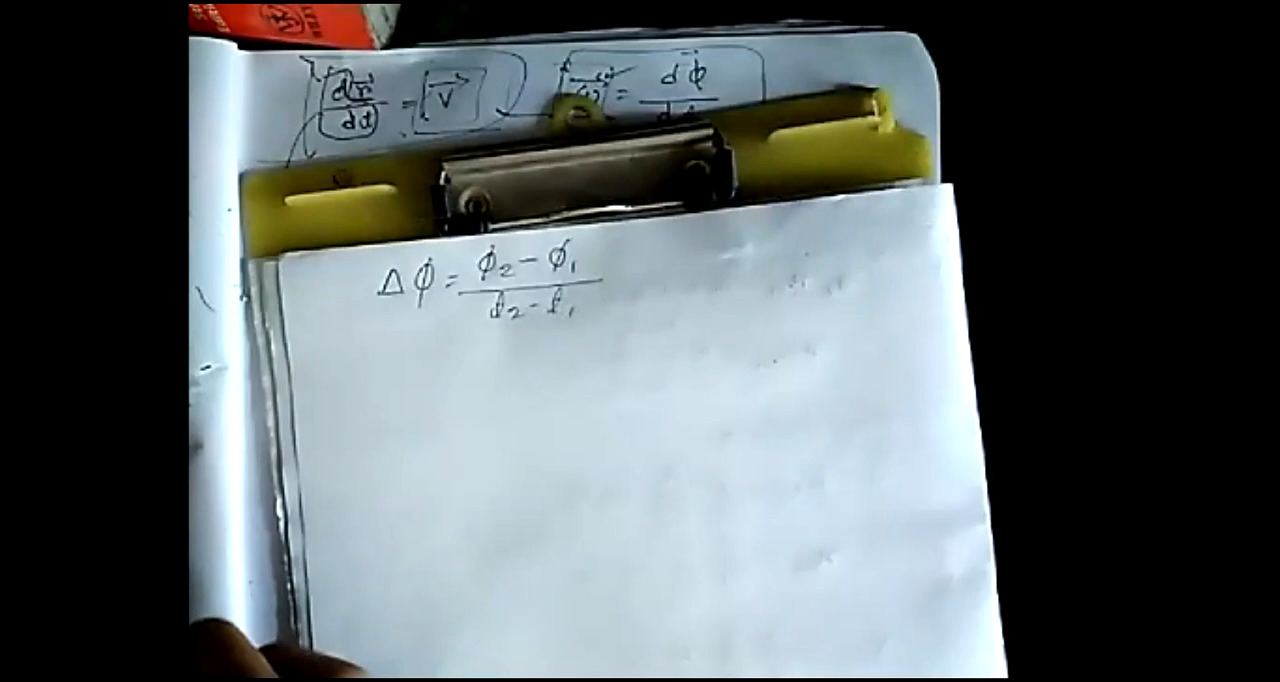 dr⃗/dt = v⃗ ω⃗ = dϕ⃗/dt
Δϕ = ϕ₂ - ϕ₁ / t₂ - t₁